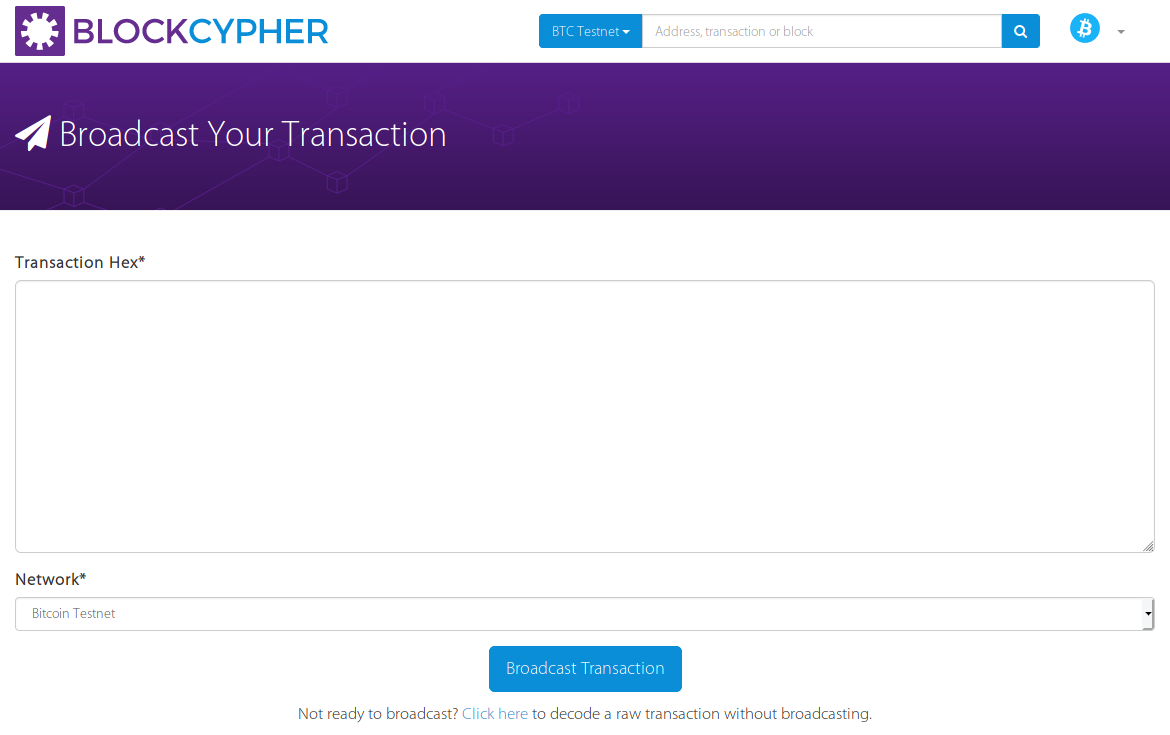 BLOCKCYPHER
BTC Testnet
Address, transaction or block
Broadcast Your Transaction
Transaction Hex*
Network*
Bitcoin Testnet
Broadcast Transaction
Not ready to broadcast? Click here to decode a raw transaction without broadcasting.